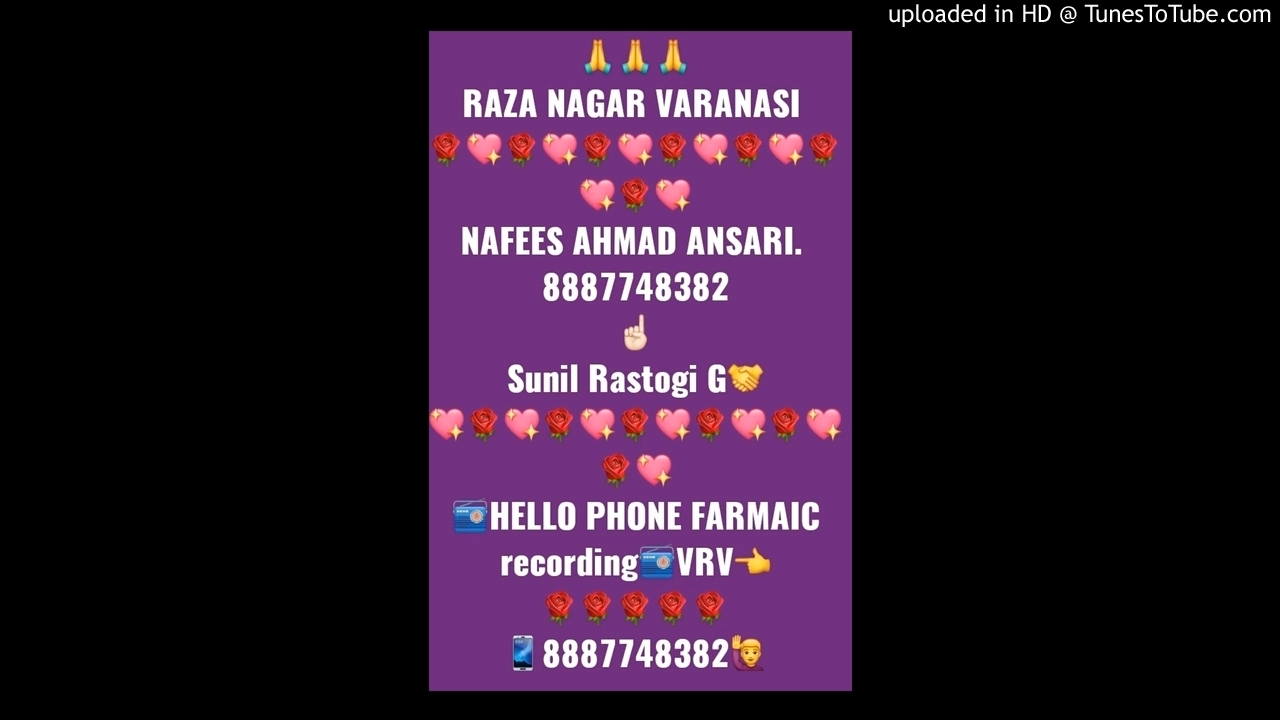 uploaded in HD @ TunesToTube.com
🙏🙏🙏
RAZA NAGAR VARANASI
🌹💖🌹💖🌹💖🌹💖🌹💖🌹
💖🌹💖
NAFEES AHMAD ANSARI.
8887748382
☝🏻
Sunil Rastogi G🤝
💖🌹💖🌹💖🌹💖🌹💖🌹💖
🌹💖
📻HELLO PHONE FARMAIC
recording📻VRV👈
🌹🌹🌹🌹🌹
📱8887748382🙋‍♂️